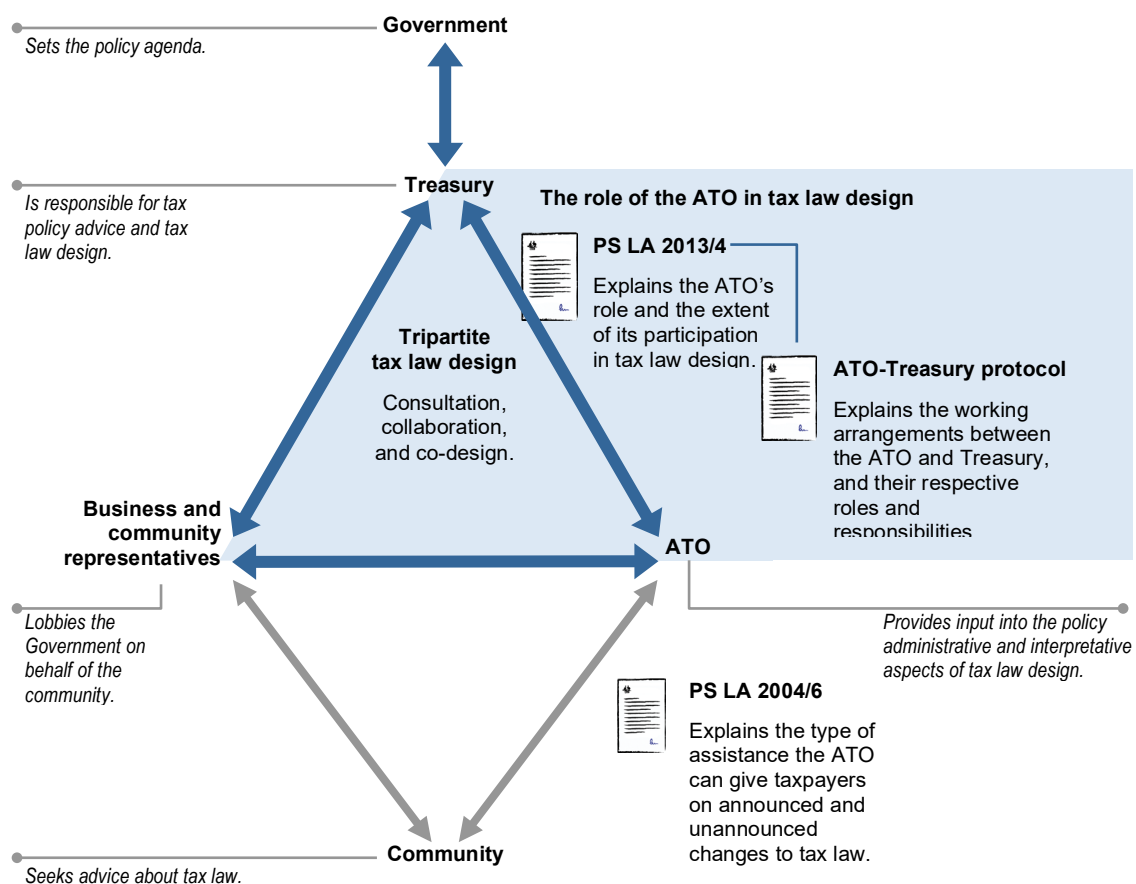 Government
Sets the policy agenda.
Treasury
Is responsible for tax
policy advice and tax
law design.
The role of the ATO in tax law design
PS LA 2013/4
Explains the ATO’s
role and the extent
of its participation
in tax law design.
Tripartite
tax law design
Consultation,
collaboration,
and co-design.
ATO-Treasury protocol
Explains the working
arrangements between
the ATO and Treasury,
and their respective
roles and
responsibilities
Business and
community
representatives
ATO
Lobbies the
Government on
behalf of the
community.
Provides input into the policy
administrative and interpretative
aspects of tax law design.
PS LA 2004/6
Explains the type of
assistance the ATO
can give taxpayers
on announced and
unannounced
changes to tax law.
Community
Seeks advice about tax law.